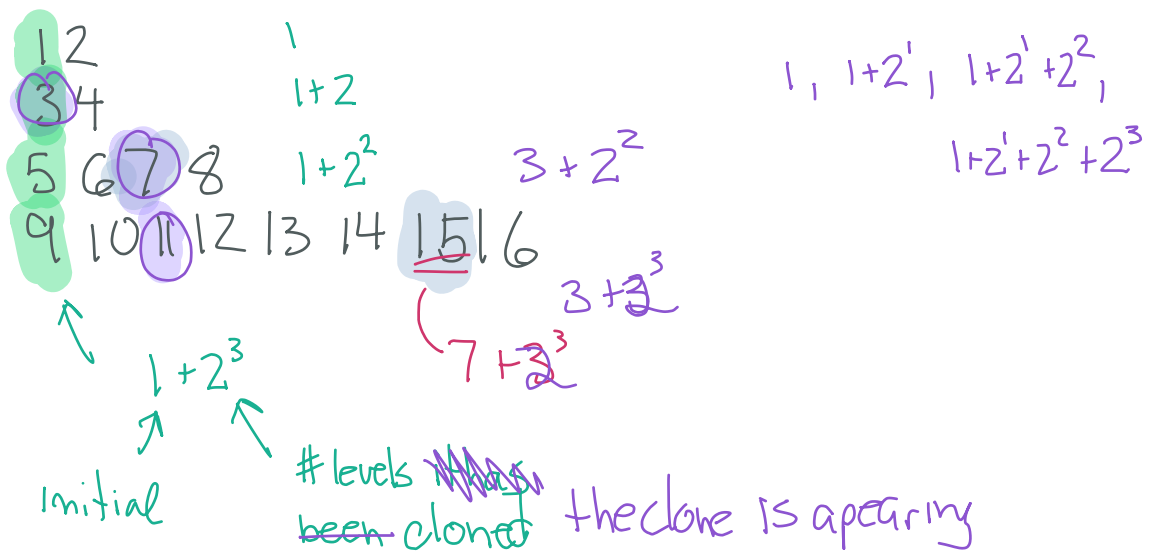 1 2
3 4
5 6 7 8
9 10 11 12 13 14 15 16
1
1+2
1+2²
3+2²
3+2³
7+2³
1, 1+2¹, 1+2¹+2²,
1+2¹+2²+2³
1+2³
initial
#levels
been cloned the clone is apearing